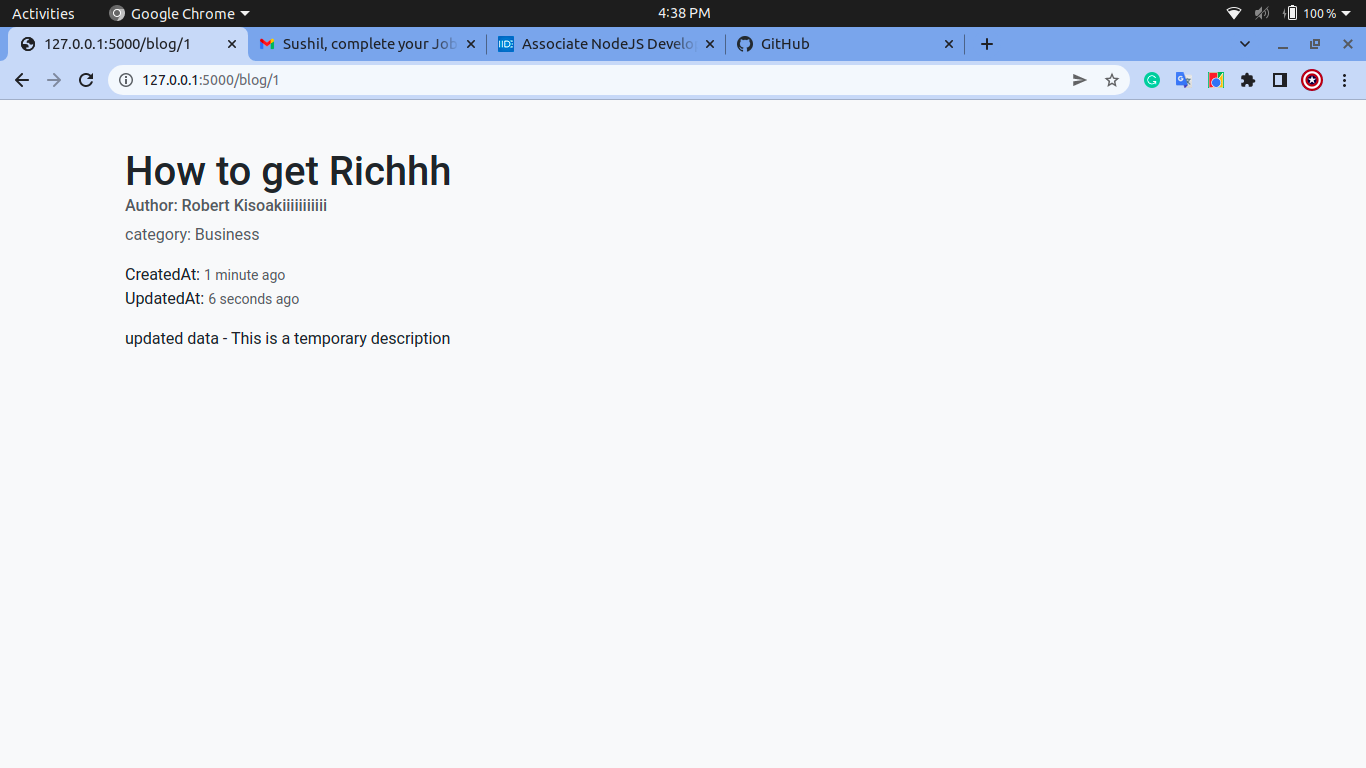 Activities Google Chrome 4:38 PM 100 %
127.0.0.1:5000/blog/1 Sushil, complete your Job Associate NodeJS Develo GitHub
127.0.0.1:5000/blog/1
How to get Richhh
Author: Robert Kisoakiiiiiiiiiii
category: Business
CreatedAt: 1 minute ago
UpdatedAt: 6 seconds ago
updated data - This is a temporary description